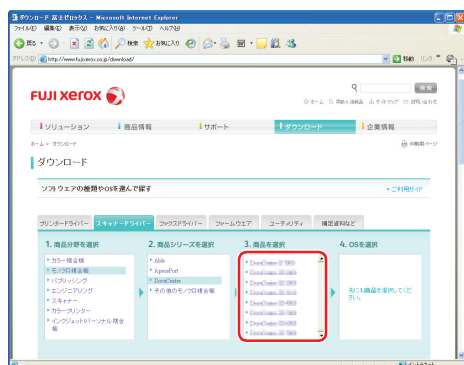 ダウンロード 富士ゼロックス - Microsoft Internet Explorer
ファイル(F) 編集(E) 表示(V) お気に入り(A) ツール(T) ヘルプ(H)
戻る 検索 お気に入り
アドレス(D) http://www.fujixerox.co.jp/download/ 移動 リンク
FUJI XEROX
検索
ホーム サイトマップ お問い合わせ
ソリューション 商品情報 サポート ダウンロード 企業情報
ホーム > ダウンロード 印刷用ページ
ダウンロード
ソフトウェアの種類やOSを選んで探す ご利用ガイド
プリンタードライバー スキャナードライバー ファクスドライバー ファームウエア ユーティリティ 補足資料など
1. 商品分野を選択 2. 商品シリーズを選択 3. 商品を選択 4. OSを選択
カラー複合機
モノクロ複合機
パブリッシング
エンジニアリング
スキャナー
カラープリンター
インクジェットパーソナル複合機
Able
ApeosPort
DocuCentre
その他のモノクロ複合機
先に3.商品を選択してください。
インターネット